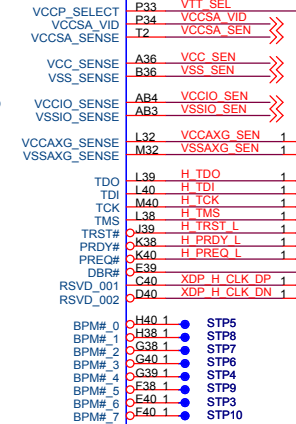 VCCP_SELECT P33 VTT_SEL
VCCSA_VID P34 VCCSA_VID
VCCSA_SENSE T2 VCCSA_SEN
VCC_SENSE A36 VCC_SEN
VSS_SENSE B36 VSS_SEN
VCCIO_SENSE AB4 VCCIO_SEN
VSSIO_SENSE AB3 VSSIO_SEN
VCCAXG_SENSE L32 VCCAXG_SEN 1
VSSAXG_SENSE M32 VSSAXG_SEN 1
TDO L39 H_TDO 1
TDI L40 H_TDI 1
TCK M40 H_TCK 1
TMS L38 H_TMS 1
TRST# J39 H_TRST_L 1
PRDY# K38 H_PRDY_L 1
PREQ# K40 H_PREQ_L 1
DBR# E39
RSVD_001 C40 XDP_H_CLK_DP 1
RSVD_002 D40 XDP_H_CLK_DN 1
BPM#_0 H40 1 STP5
BPM#_1 H38 1 STP8
BPM#_2 G38 1 STP7
BPM#_3 G40 1 STP6
BPM#_4 G39 1 STP4
BPM#_5 F38 1 STP9
BPM#_6 E40 1 STP3
BPM#_7 F40 1 STP10